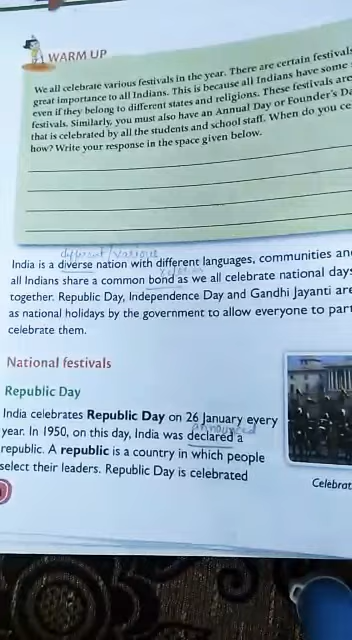 WARM UP
We all celebrate various festivals in the year. There are certain festivals
great importance to all Indians. This is because all Indians have some
even if they belong to different states and religions. These festivals are
festivals. Similarly, you must also have an Annual Day or Founder's Da
that is celebrated by all the students and school staff. When do you ce
how? Write your response in the space given below.
different/various
India is a diverse nation with different languages, communities an
all Indians share a common bond as we all celebrate national days
together. Republic Day, Independence Day and Gandhi Jayanti are
as national holidays by the government to allow everyone to part
celebrate them.
National festivals
Republic Day
India celebrates Republic Day on 26 January every
announced
year. In 1950, on this day, India was declared a
republic. A republic is a country in which people
select their leaders. Republic Day is celebrated
Celebrat